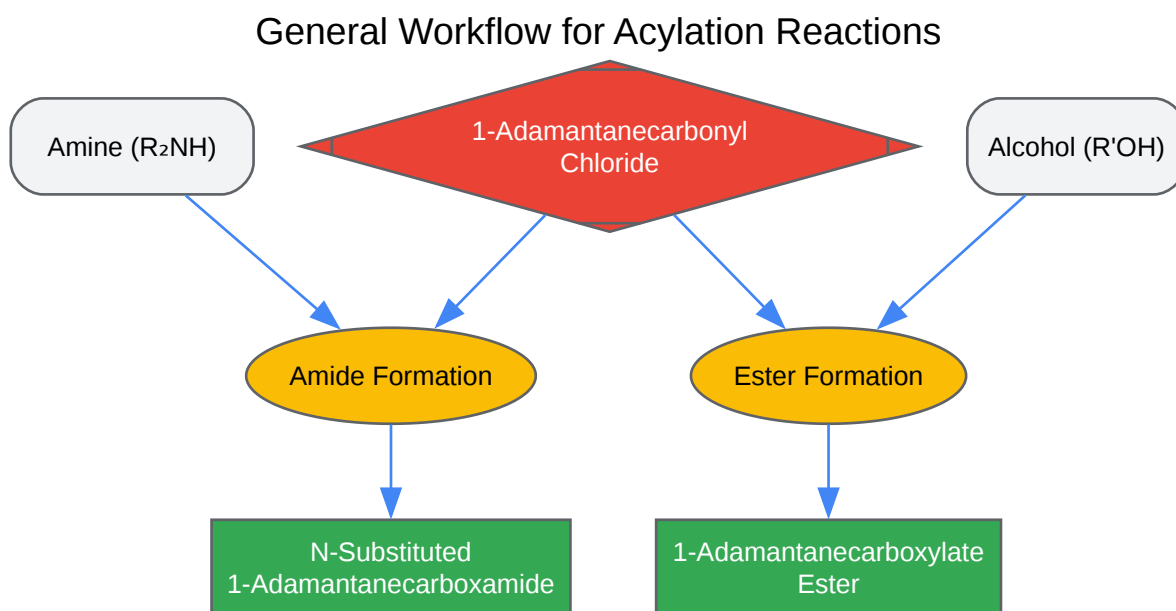 General Workflow for Acylation Reactions
Amine (R₂NH)
1-Adamantanecarbonyl
Chloride
Alcohol (R'OH)
Amide Formation
Ester Formation
N-Substituted
1-Adamantanecarboxamide
1-Adamantanecarboxylate
Ester